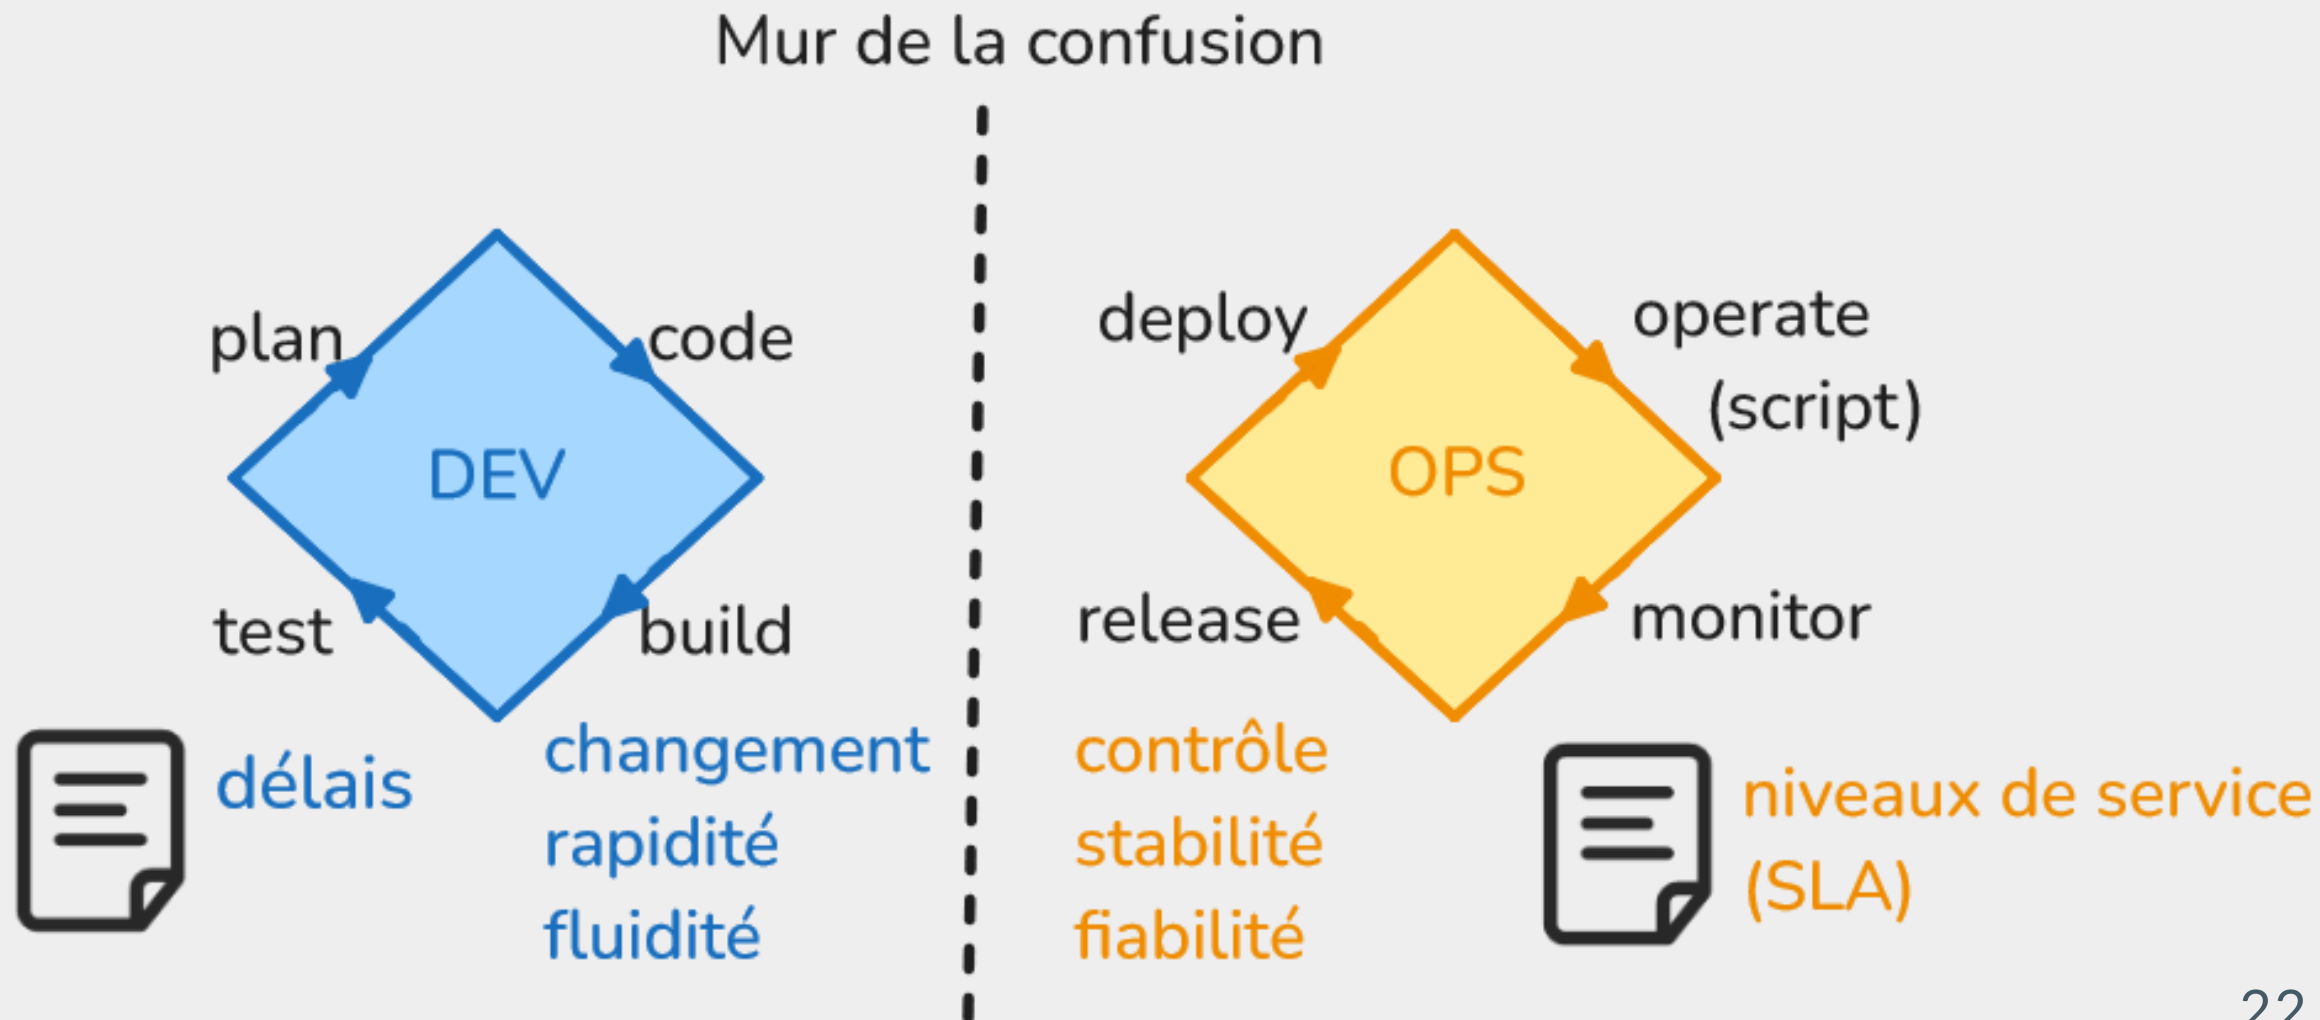 Mur de la confusion
plan
code
DEV
test
build
délais
changement
rapidité
fluidité
deploy
operate
(script)
OPS
release
monitor
contrôle
stabilité
fiabilité
niveaux de service
(SLA)
22